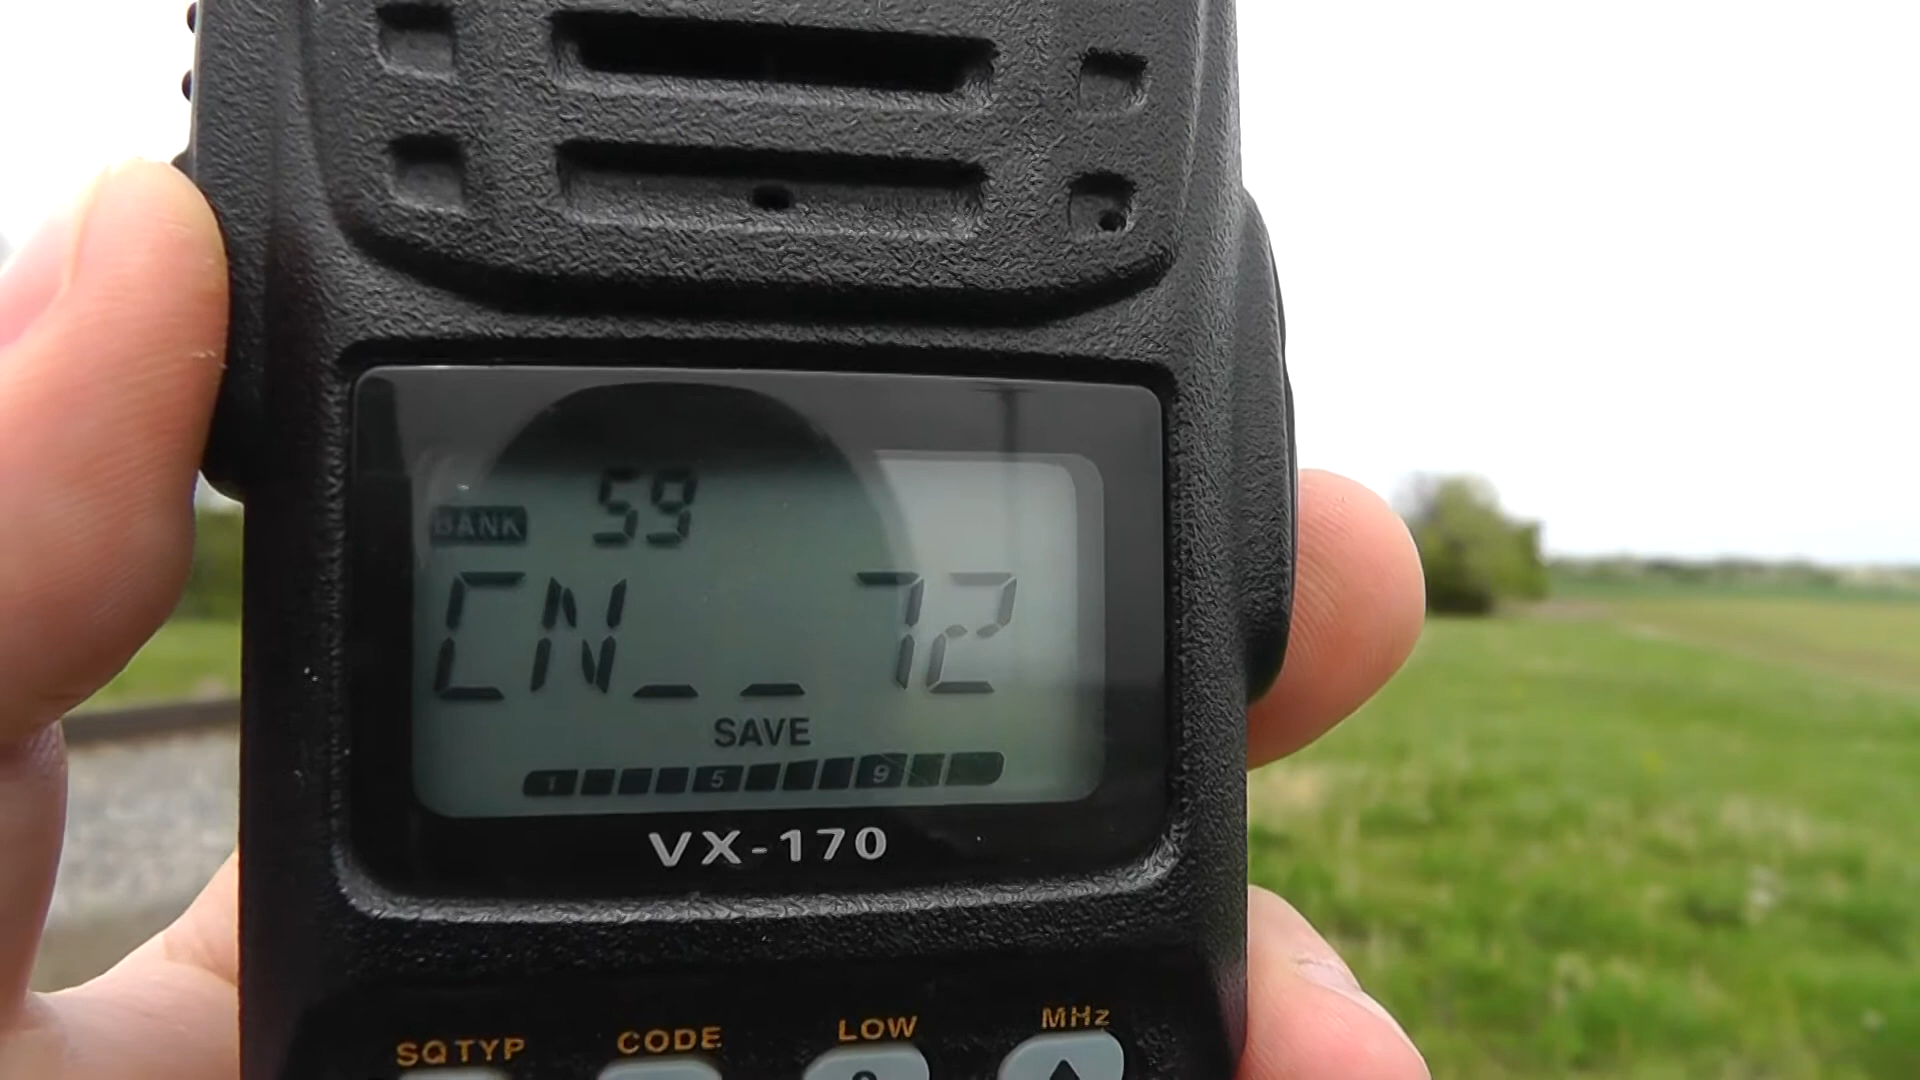 BANK 59
CN__72
SAVE
1 5 9
VX-170
SQTYP CODE LOW MHz